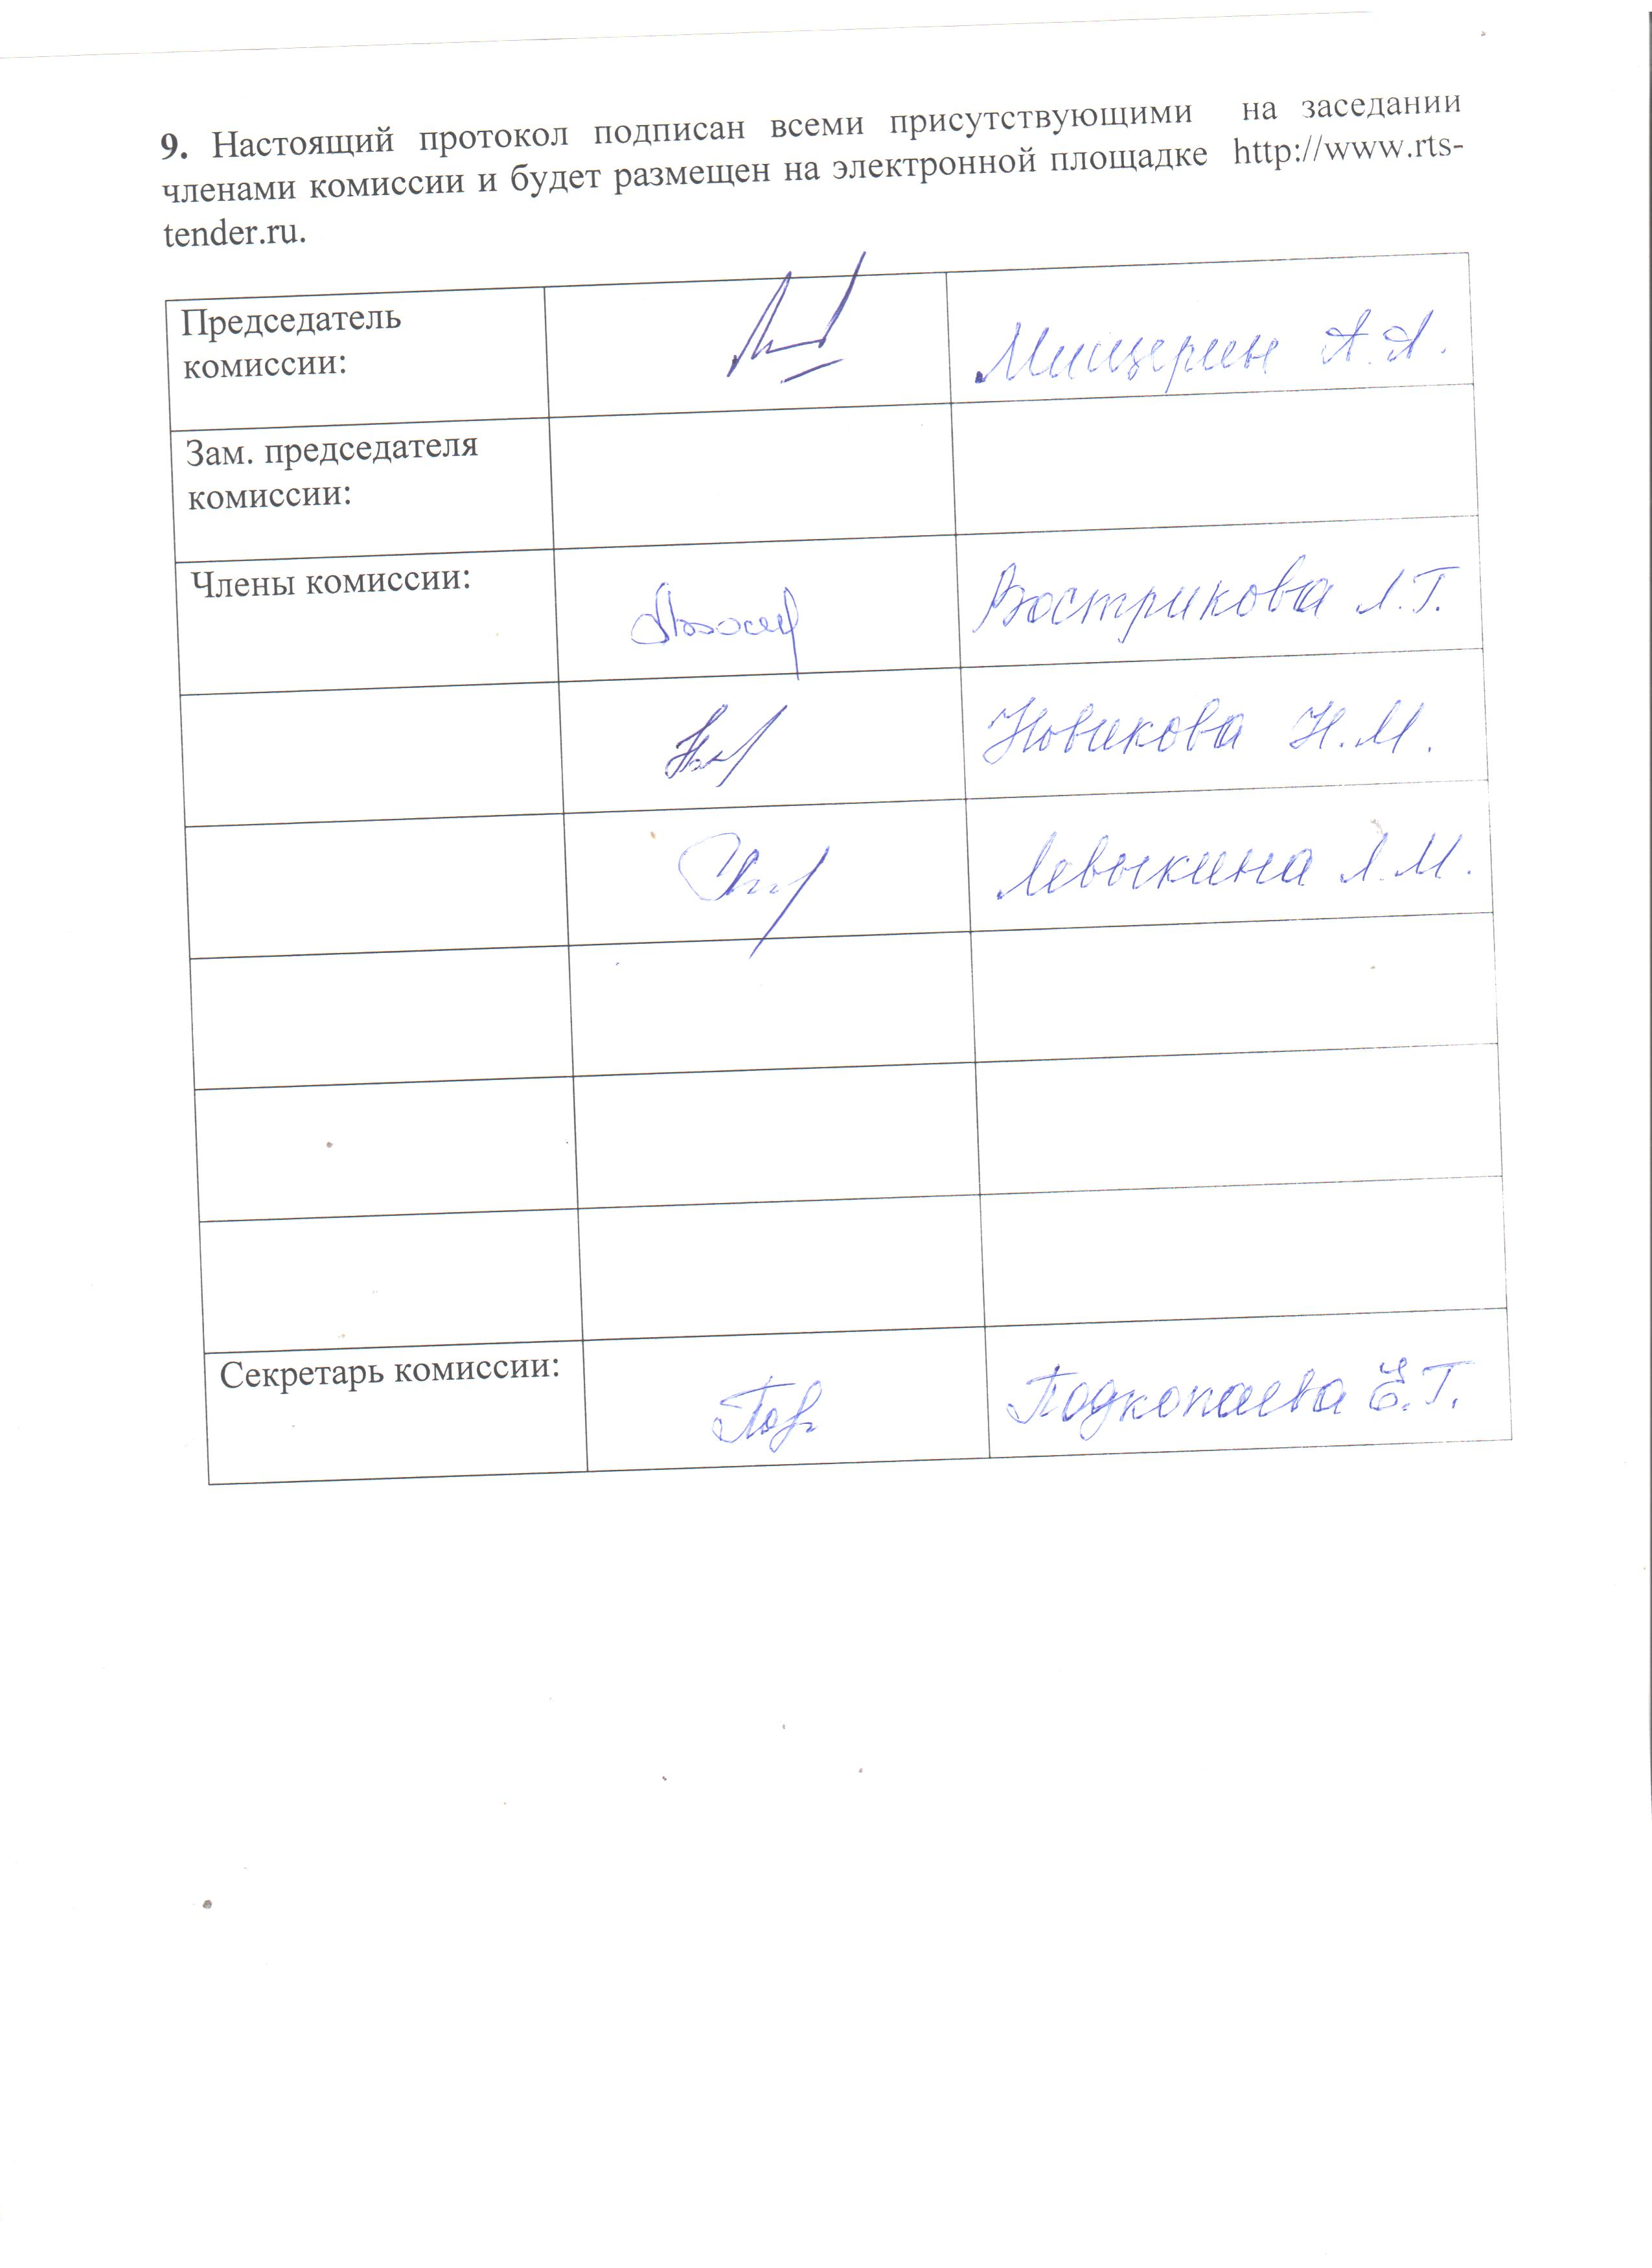 9. Настоящий протокол подписан всеми присутствующими на заседании
членами комиссии и будет размещен на электронной площадке http://www.rts-
tender.ru.
Председатель
комиссии:
Мищерин А.А.
Зам. председателя
комиссии:
Члены комиссии:
Вострикова Л.Г.
Новикова Н.М.
Левыкина Л.М.
Секретарь комиссии:
Подкопаева Е.Г.